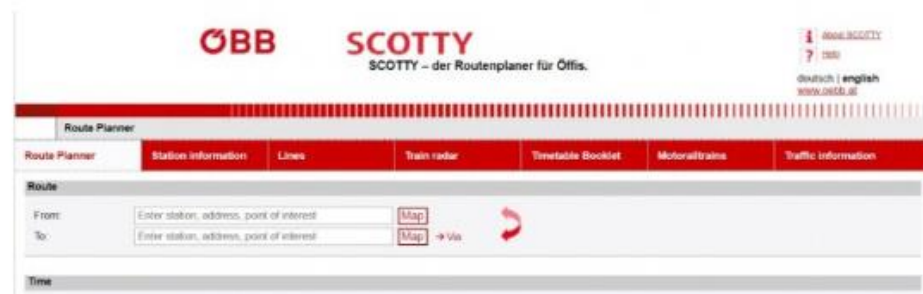 ÖBB
SCOTTY
SCOTTY – der Routenplaner für Öffis.
About SCOTTY
Help
deutsch | english
www.oebb.at
Route Planner
Route Planner Station information Lines Train radar Timetable Booklet Motorailtrains Traffic information
Route
From: Enter station, address, point of interest Map
To: Enter station, address, point of interest Map → Via
Time